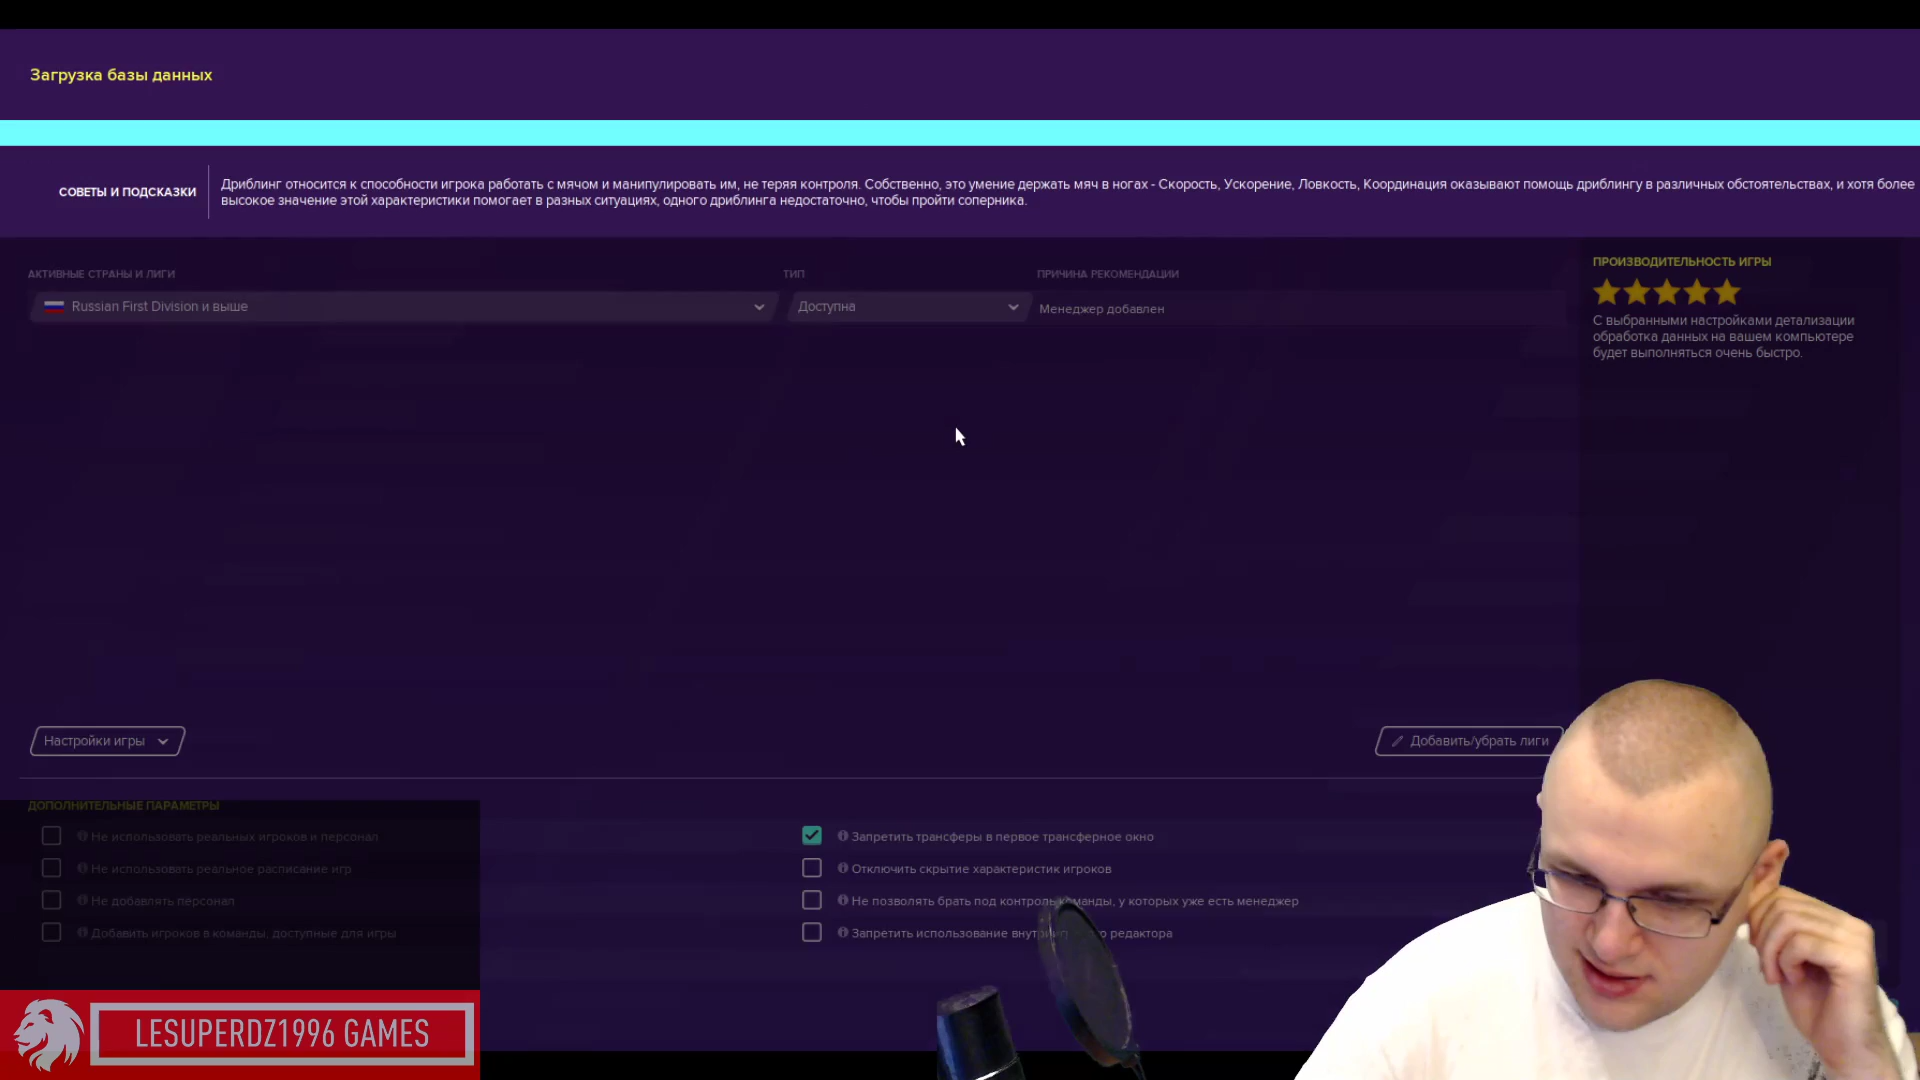 Загрузка базы данных
СОВЕТЫ И ПОДСКАЗКИ
Дриблинг относится к способности игрока работать с мячом и манипулировать им, не теряя контроля. Собственно, это умение держать мяч в ногах - Скорость, Ускорение, Ловкость, Координация оказывают помощь дриблингу в различных обстоятельствах, и хотя более
высокое значение этой характеристики помогает в разных ситуациях, одного дриблинга недостаточно, чтобы пройти соперника.
АКТИВНЫЕ СТРАНЫ И ЛИГИ
ТИП
ПРИЧИНА РЕКОМЕНДАЦИИ
Russian First Division и выше
Доступна
Менеджер добавлен
ПРОИЗВОДИТЕЛЬНОСТЬ ИГРЫ
С выбранными настройками детализации
обработка данных на вашем компьютере
будет выполняться очень быстро.
Настройки игры
Добавить/убрать лиги
ДОПОЛНИТЕЛЬНЫЕ ПАРАМЕТРЫ
Не использовать реальных игроков и персонал
Не использовать реальное расписание игр
Не добавлять персонал
Добавить игроков в команды, доступные для игры
Запретить трансферы в первое трансферное окно
Отключить скрытие характеристик игроков
Не позволять брать под контроль команды, у которых уже есть менеджер
Запретить использование редактора
LESUPERDZ1996 GAMES